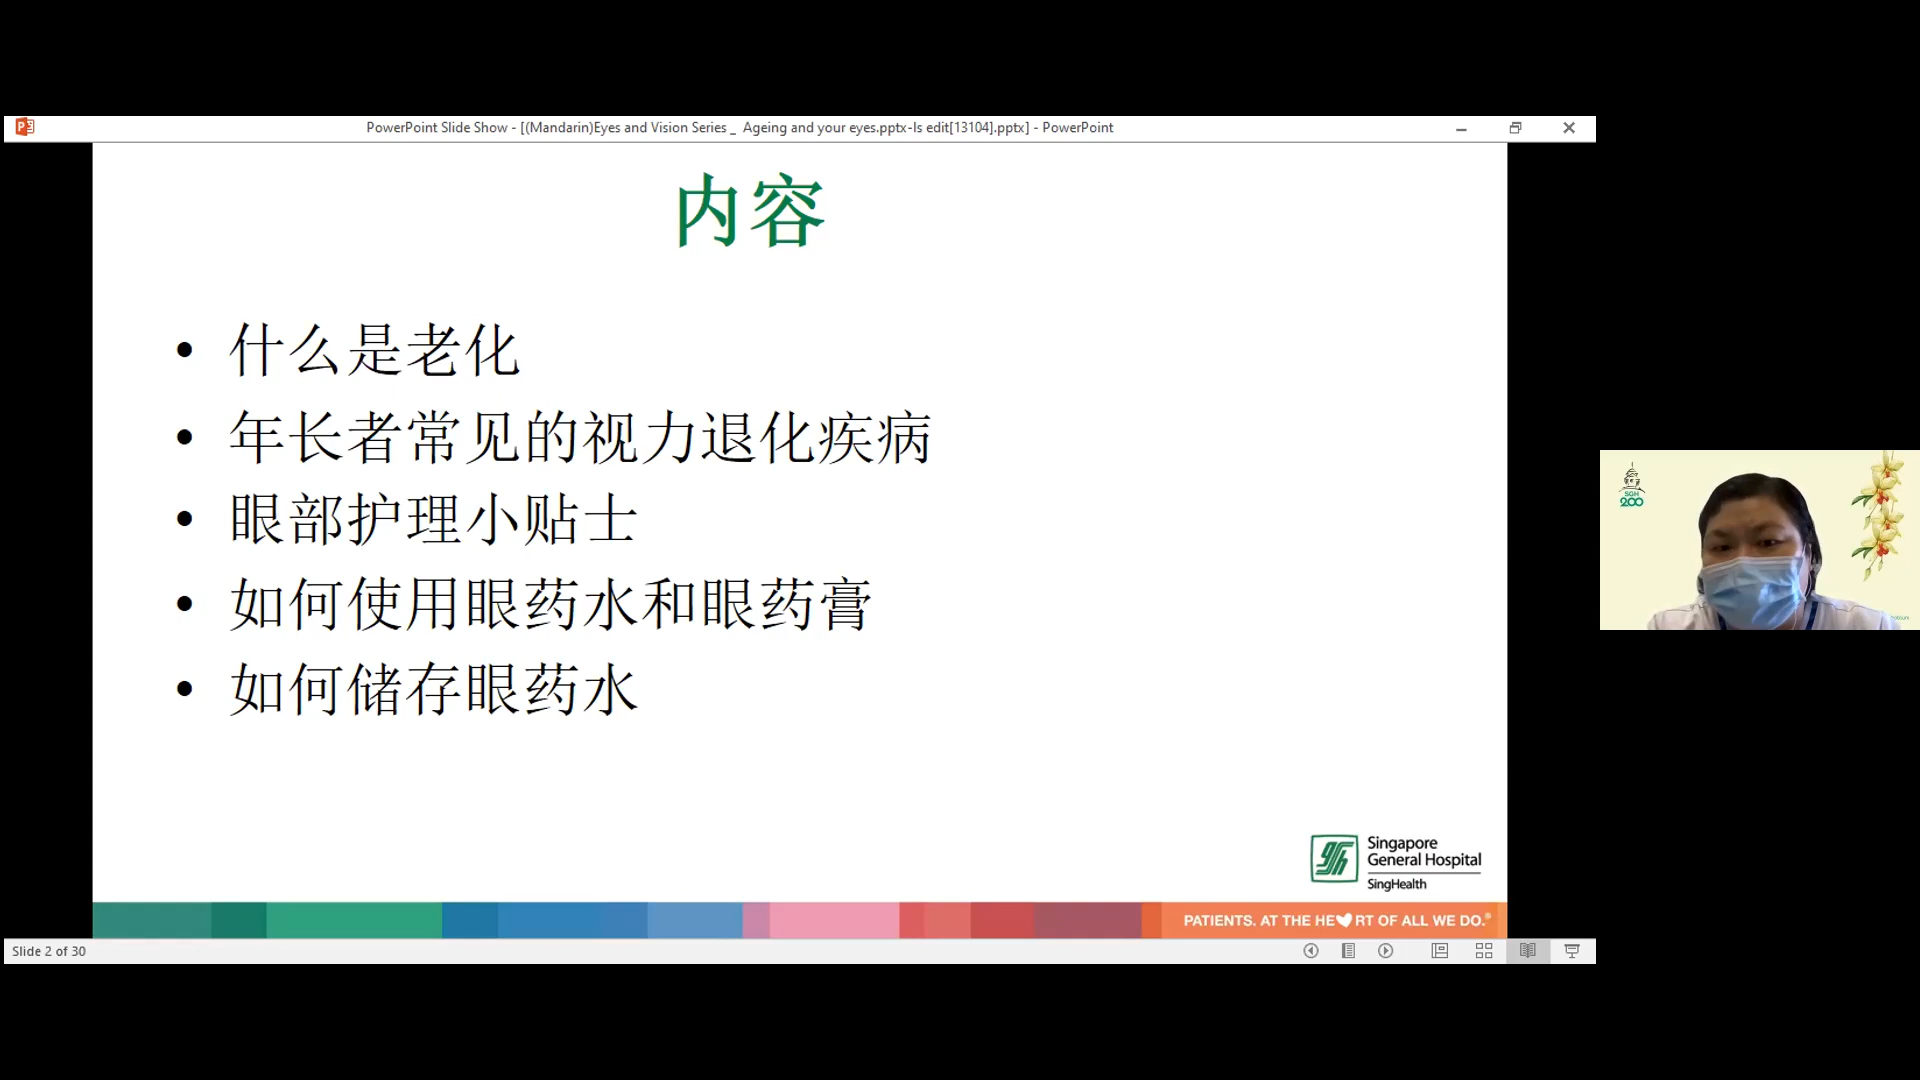 PowerPoint Slide Show - [(Mandarin)Eyes and Vision Series _ Ageing and your eyes.pptx-ls edit[13104].pptx] - PowerPoint
内容
• 什么是老化
• 年长者常见的视力退化疾病
• 眼部护理小贴士
• 如何使用眼药水和眼药膏
• 如何储存眼药水
SGH
200
Singapore
General Hospital
SingHealth
PATIENTS. AT THE HE♥RT OF ALL WE DO.®
Slide 2 of 30